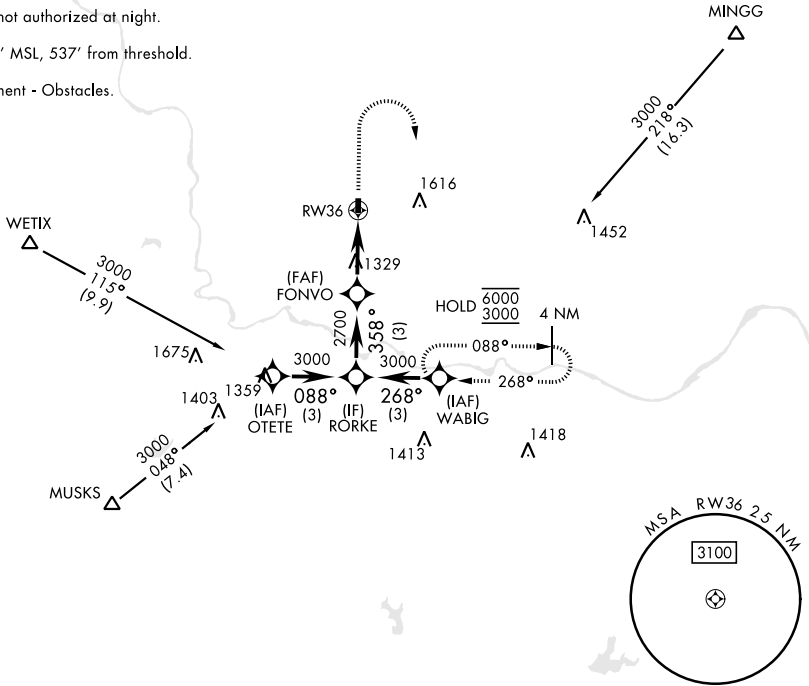 not authorized at night.
' MSL, 537' from threshold.
ment - Obstacles.
MINGG
3000
218°
(16.3)
1616
RW36
1452
WETIX
3000
115°
(9.9)
1329
(FAF)
FONVO
HOLD
6000
3000
4 NM
2700
358°
(3)
088°
1675
3000
3000
268°
1403
1359
088°
(3)
268°
(3)
(IAF)
OTETE
(IF)
RORKE
(IAF)
WABIG
3000
048°
(7.4)
1413
1418
MUSKS
MSA RW36 25 NM
3100